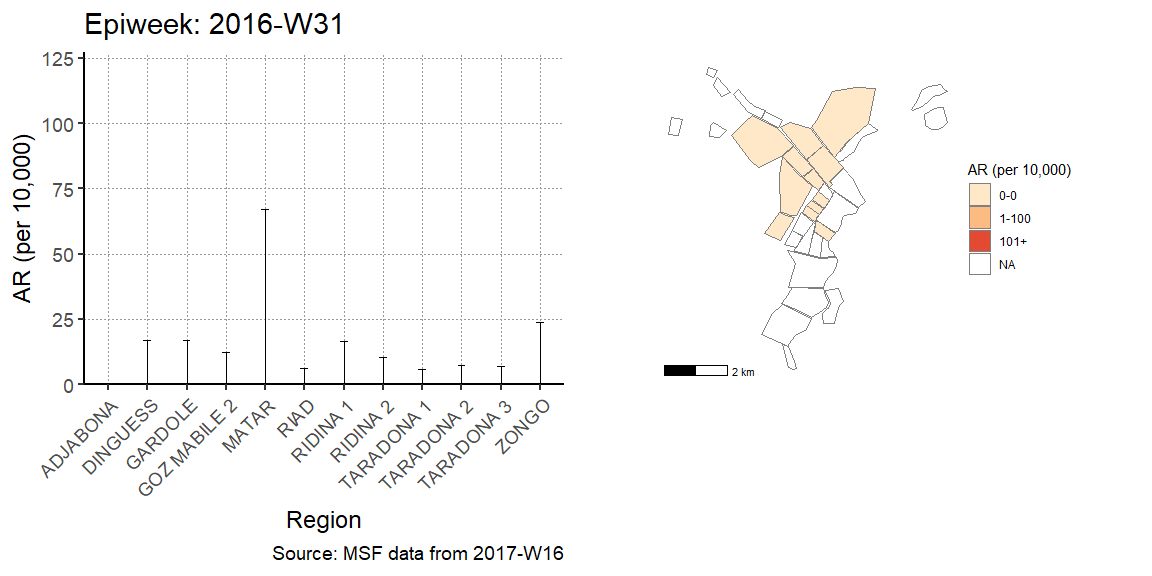 Epiweek: 2016-W31
AR (per 10,000)
125
100
75
50
25
0
ADJABONA
DINGUESS
GARDOLE
GOZ MABILE 2
MATAR
RIAD
RIDINA 1
RIDINA 2
TARADONA 1
TARADONA 2
TARADONA 3
ZONGO
Region
Source: MSF data from 2017-W16
AR (per 10,000)
0-0
1-100
101+
NA
2 km